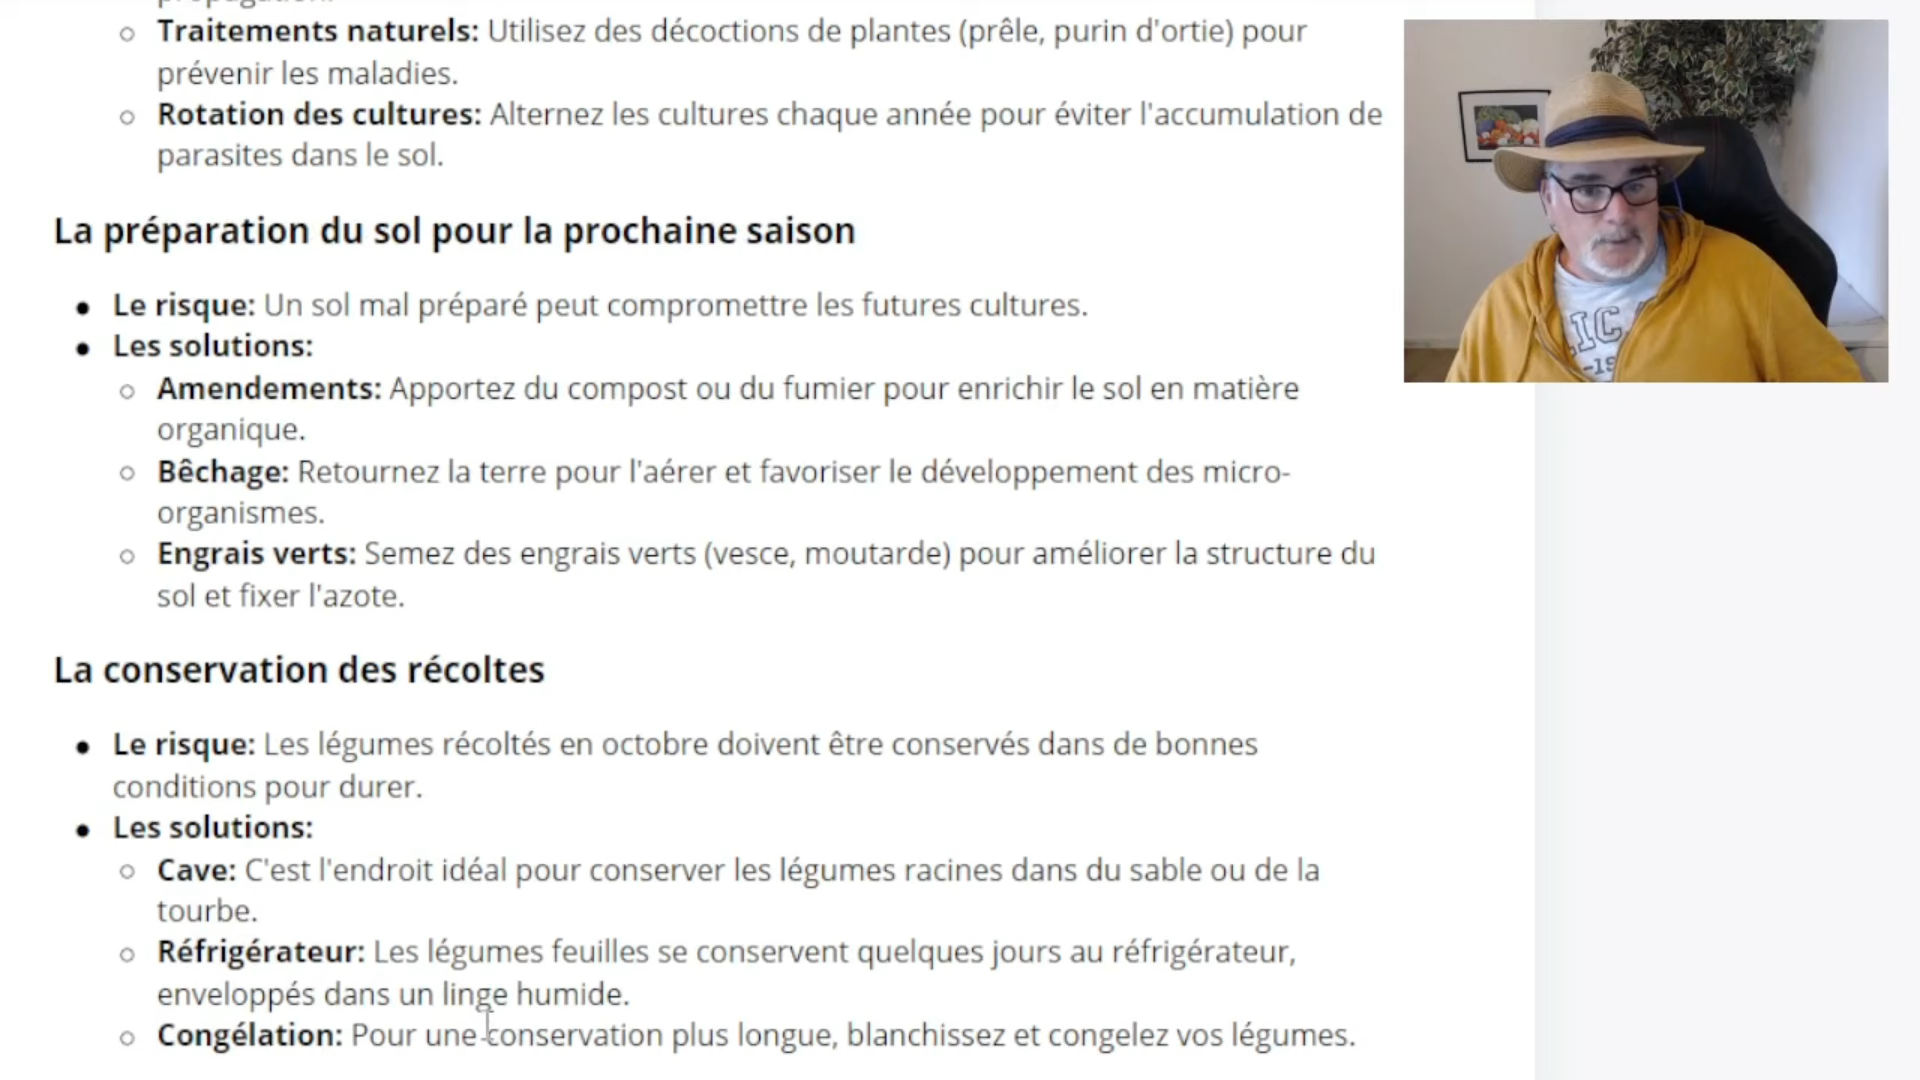 Traitements naturels: Utilisez des décoctions de plantes (prêle, purin d'ortie) pour
prévenir les maladies.
Rotation des cultures: Alternez les cultures chaque année pour éviter l'accumulation de
parasites dans le sol.
La préparation du sol pour la prochaine saison
Le risque: Un sol mal préparé peut compromettre les futures cultures.
Les solutions:
Amendements: Apportez du compost ou du fumier pour enrichir le sol en matière
organique.
Bêchage: Retournez la terre pour l'aérer et favoriser le développement des micro-
organismes.
Engrais verts: Semez des engrais verts (vesce, moutarde) pour améliorer la structure du
sol et fixer l'azote.
La conservation des récoltes
Le risque: Les légumes récoltés en octobre doivent être conservés dans de bonnes
conditions pour durer.
Les solutions:
Cave: C'est l'endroit idéal pour conserver les légumes racines dans du sable ou de la
tourbe.
Réfrigérateur: Les légumes feuilles se conservent quelques jours au réfrigérateur,
enveloppés dans un linge humide.
Congélation: Pour une conservation plus longue, blanchissez et congelez vos légumes.